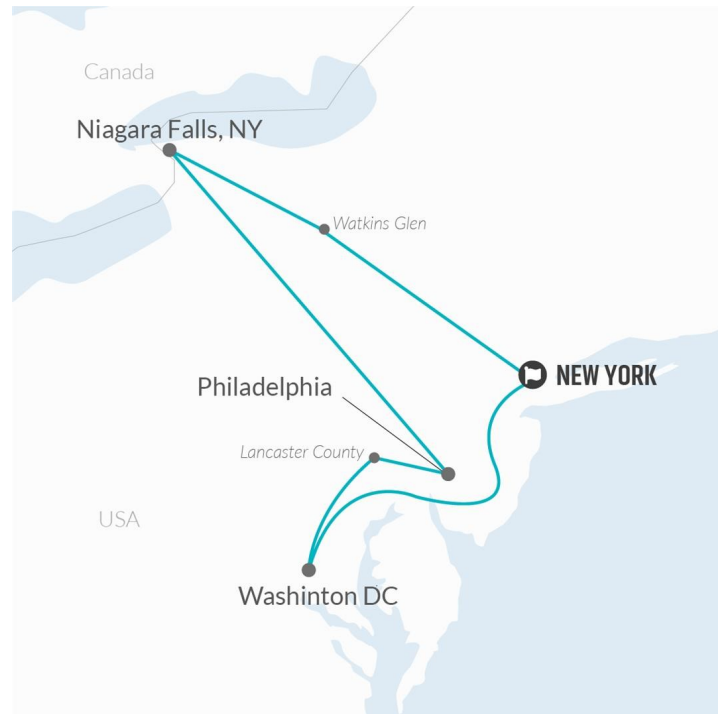 Canada
Niagara Falls, NY
Watkins Glen
NEW YORK
Philadelphia
Lancaster County
USA
Washinton DC